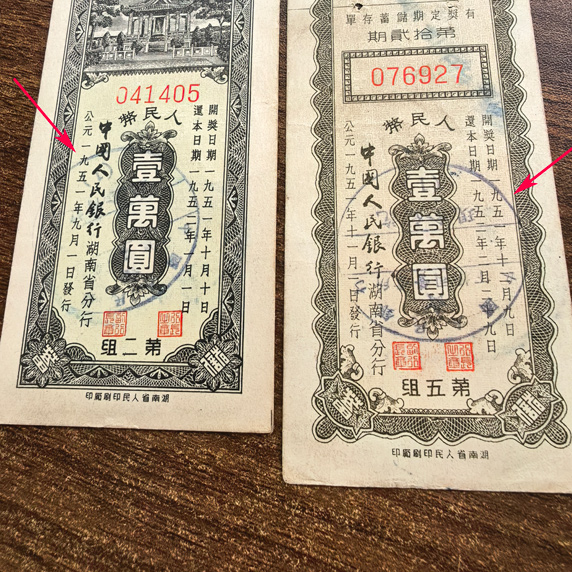 041405
人民幣
開獎日期一九五一年十月十日
還本日期一九五二年一月一日
壹萬圓
中國人民銀行湖南省分行
公元一九五一年九月一日發行
第二組
湖南省人民印刷廠印
有獎定期儲蓄存單
第拾貳期
076927
人民幣
開獎日期一九五一年十二月九日
還本日期一九五二年二月
壹萬圓
中國人民銀行湖南省分行
公元一九五一年十一月一日發行
第五組
湖南省人民印刷廠印